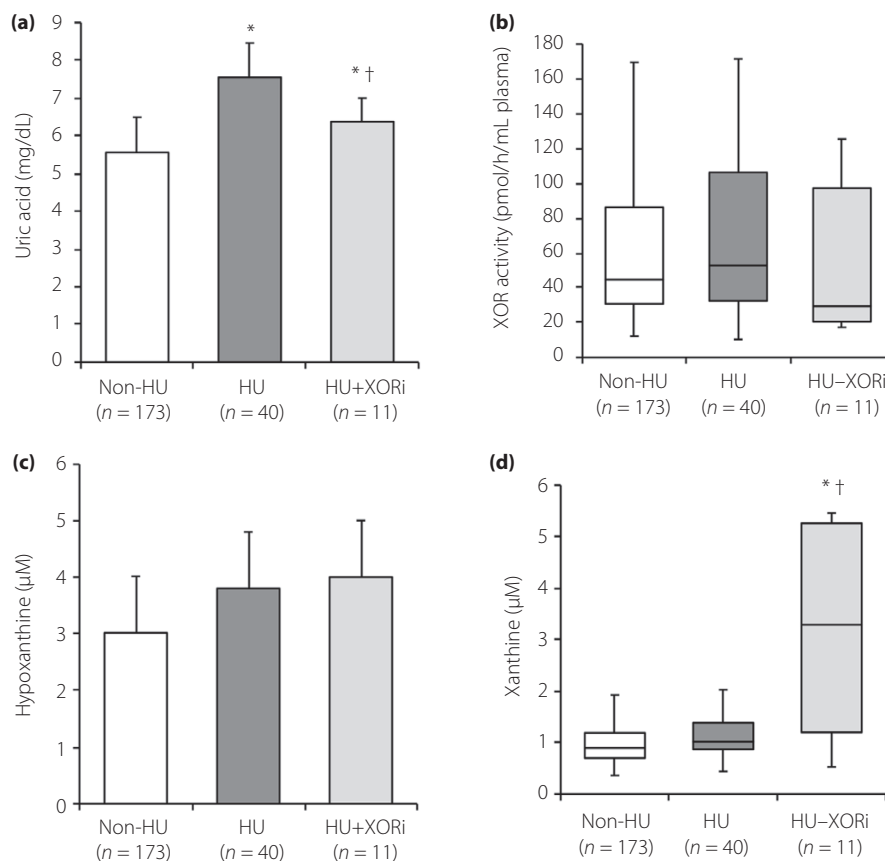 (a)
9
8
7
6
5
4
3
2
1
0
Uric acid (mg/dL)
*
* †
Non-HU HU HU+XORi
(n = 173) (n = 40) (n = 11)
(b)
180
160
140
120
100
80
60
40
20
0
XOR activity (pmol/h/mL plasma)
Non-HU HU HU–XORi
(n = 173) (n = 40) (n = 11)
(c)
6
5
4
3
2
1
0
Hypoxanthine (µM)
Non-HU HU HU+XORi
(n = 173) (n = 40) (n = 11)
(d)
6
5
4
3
2
1
0
Xanthine (µM)
* †
Non-HU HU HU–XORi
(n = 173) (n = 40) (n = 11)